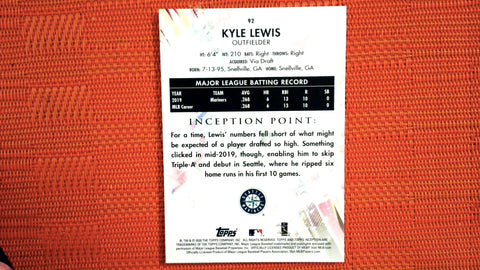 92
KYLE LEWIS
OUTFIELDER
HT: 6'4" WT: 210 BATS: Right THROWS: Right
ACQUIRED: Via Draft
BORN: 7-13-95, Snellville, GA HOME: Snellville, GA
MAJOR LEAGUE BATTING RECORD
YEAR TEAM AVG HR RBI R SB
2019 Mariners .268 6 13 10 0
MLB Career .268 6 13 10 0
INCEPTION POINT:
For a time, Lewis' numbers fell short of what might
be expected of a player drafted so high. Something
clicked in mid-2019, though, enabling him to skip
Triple-A and debut in Seattle, where he ripped six
home runs in his first 10 games.
Topps